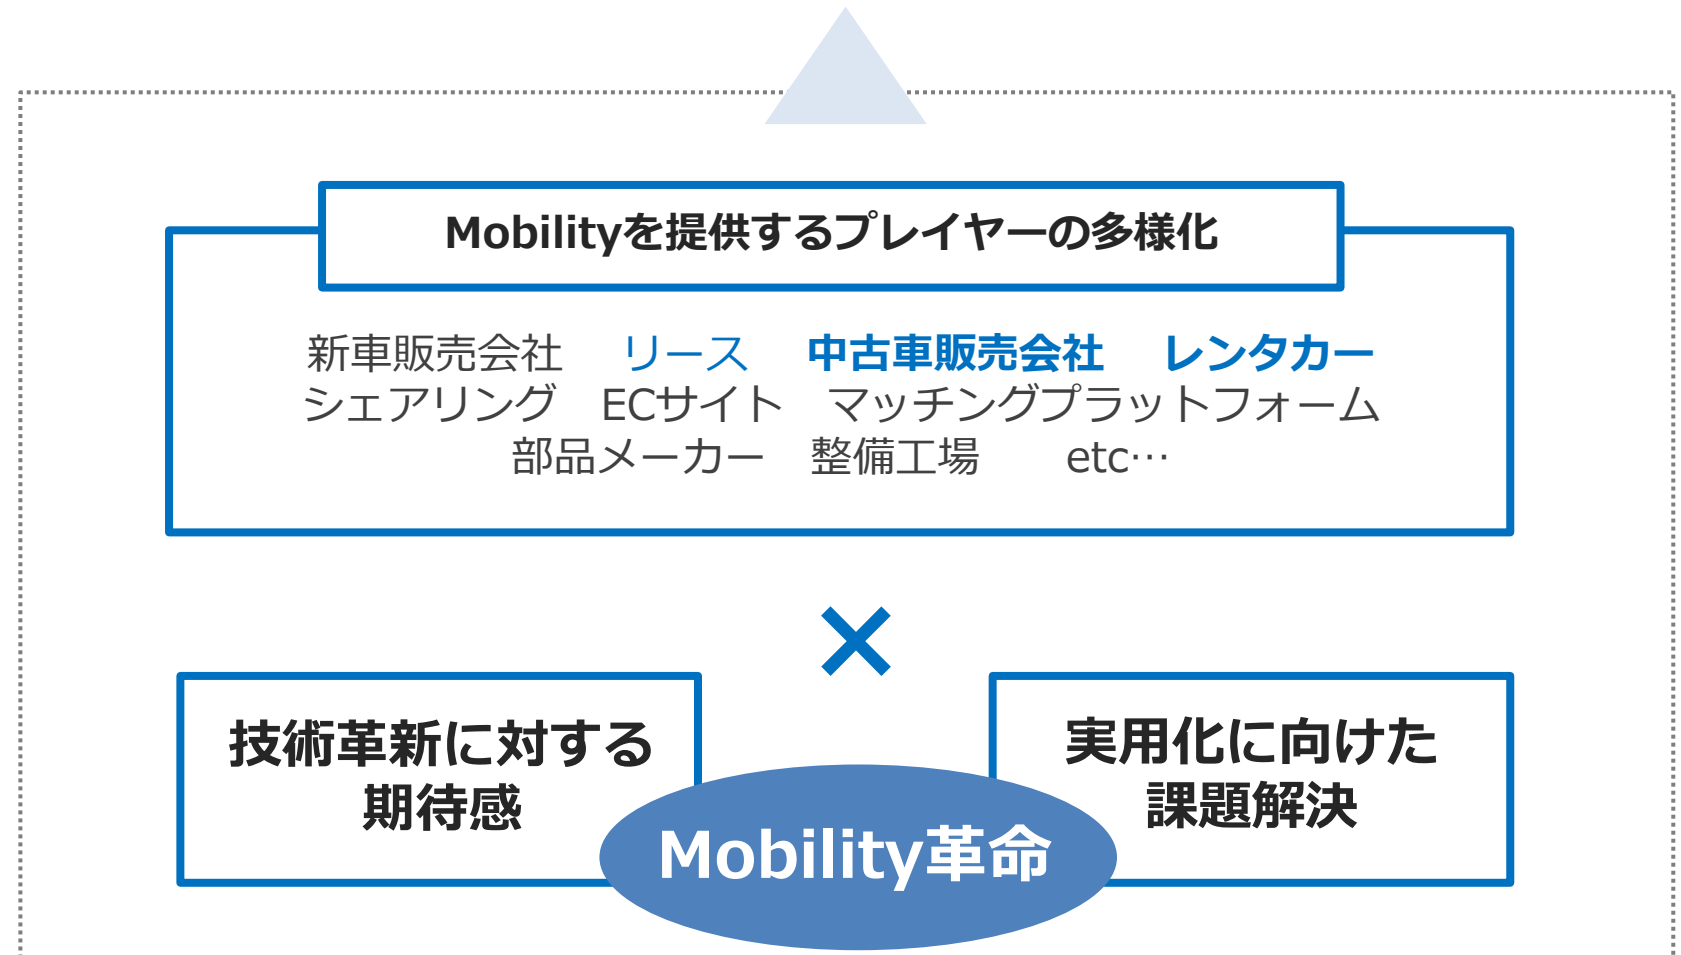 Mobilityを提供するプレイヤーの多様化
新車販売会社　リース　中古車販売会社　レンタカー
シェアリング　ECサイト　マッチングプラットフォーム
部品メーカー　整備工場　　etc…
×
技術革新に対する
期待感
実用化に向けた
課題解決
Mobility革命